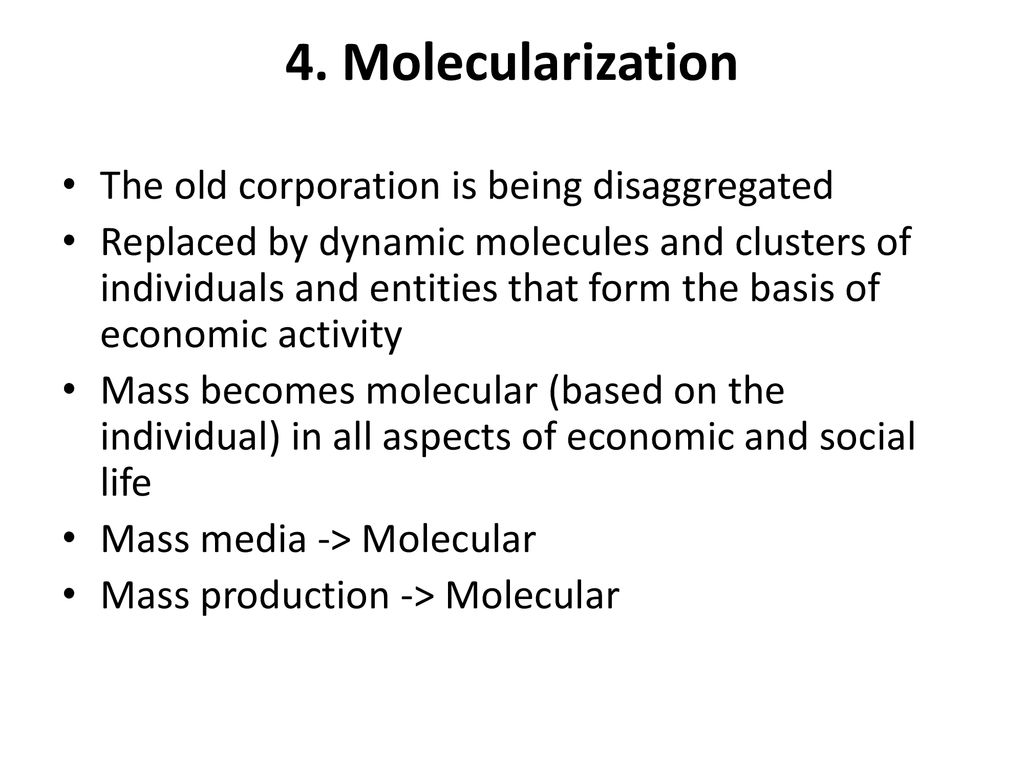 4. Molecularization
• The old corporation is being disaggregated
• Replaced by dynamic molecules and clusters of
individuals and entities that form the basis of
economic activity
• Mass becomes molecular (based on the
individual) in all aspects of economic and social
life
• Mass media -> Molecular
• Mass production -> Molecular